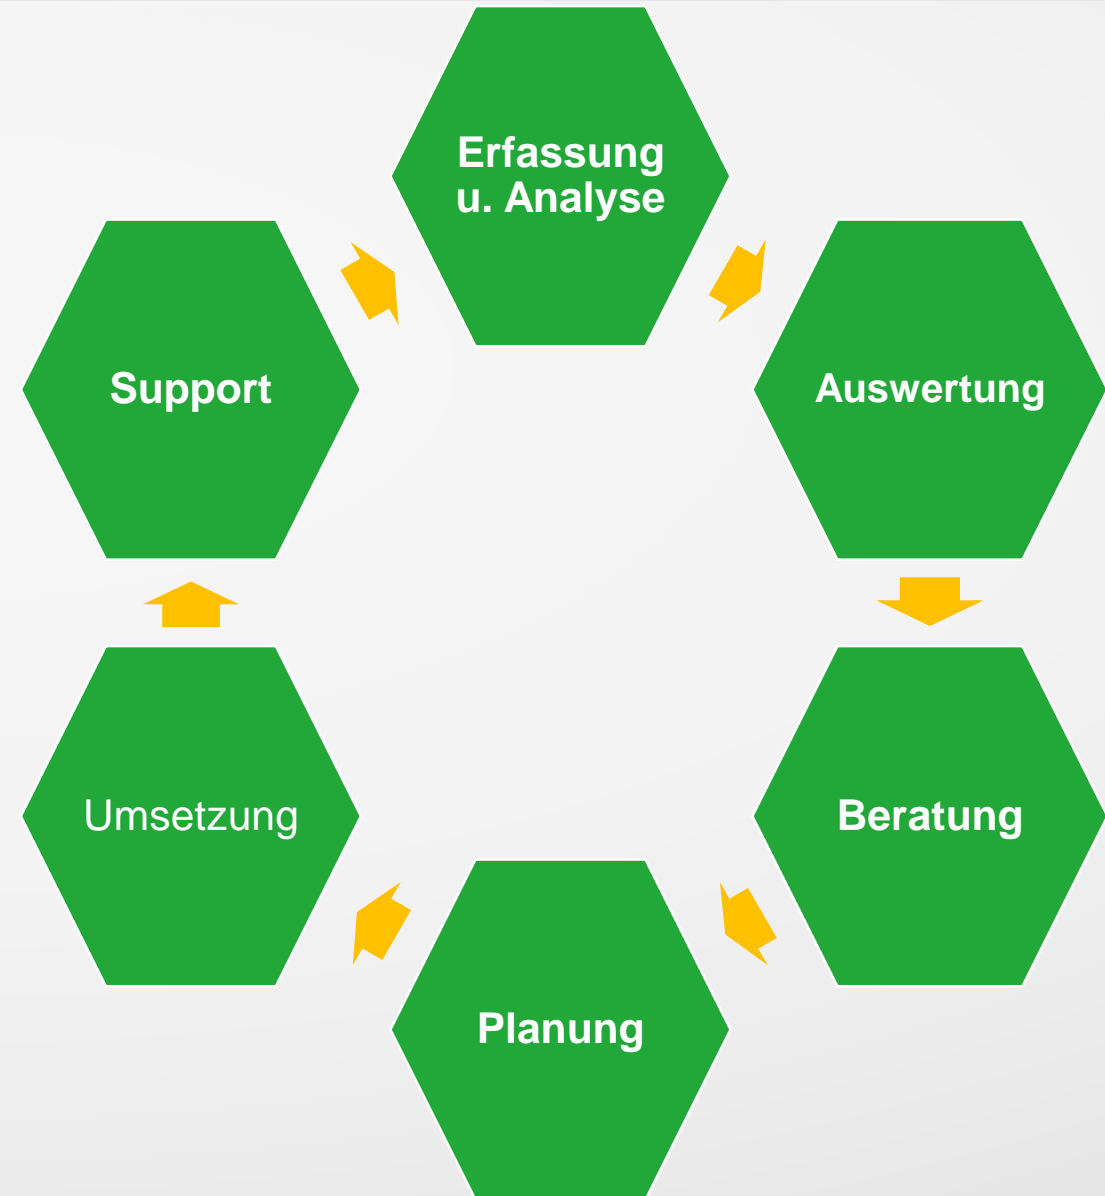 Erfassung
u. Analyse
Auswertung
Beratung
Planung
Umsetzung
Support